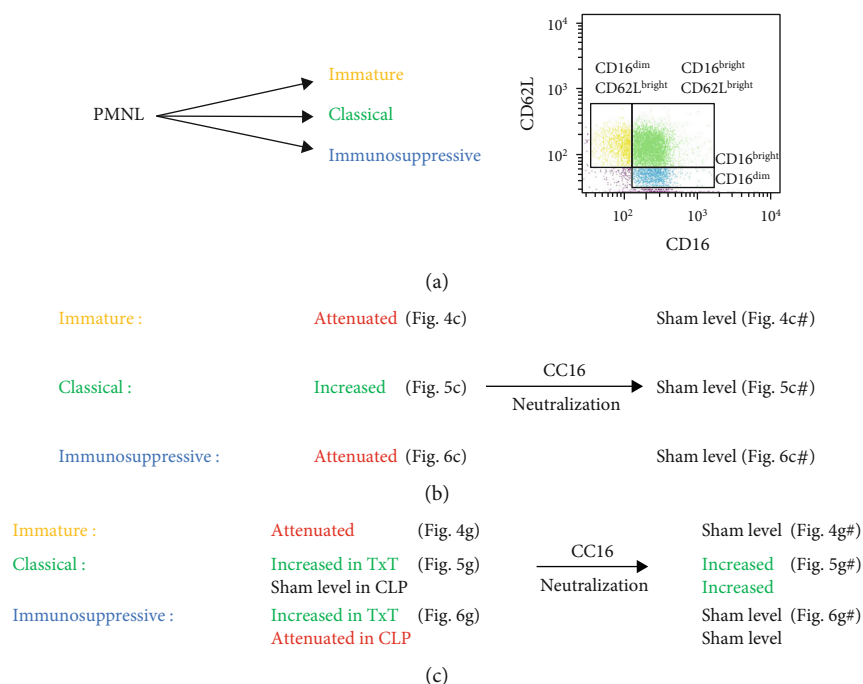 PMNL
Immature
Classical
Immunosuppressive
CD62L
10⁴
10³
10²
CD16ᵈⁱᵐ CD16ᵇʳⁱᵍʰᵗ
CD62Lᵇʳⁱᵍʰᵗ CD62Lᵇʳⁱᵍʰᵗ
CD16ᵇʳⁱᵍʰᵗ
CD16ᵈⁱᵐ
10² 10³ 10⁴
CD16
(a)
Immature : Attenuated (Fig. 4c) Sham level (Fig. 4c#)
CC16
Classical : Increased (Fig. 5c) Sham level (Fig. 5c#)
Neutralization
Immunosuppressive : Attenuated (Fig. 6c) Sham level (Fig. 6c#)
(b)
Immature : Attenuated (Fig. 4g) Sham level (Fig. 4g#)
CC16
Classical : Increased in TxT (Fig. 5g) Increased (Fig. 5g#)
Neutralization
Sham level in CLP Increased
Immunosuppressive : Increased in TxT (Fig. 6g) Sham level (Fig. 6g#)
Attenuated in CLP Sham level
(c)